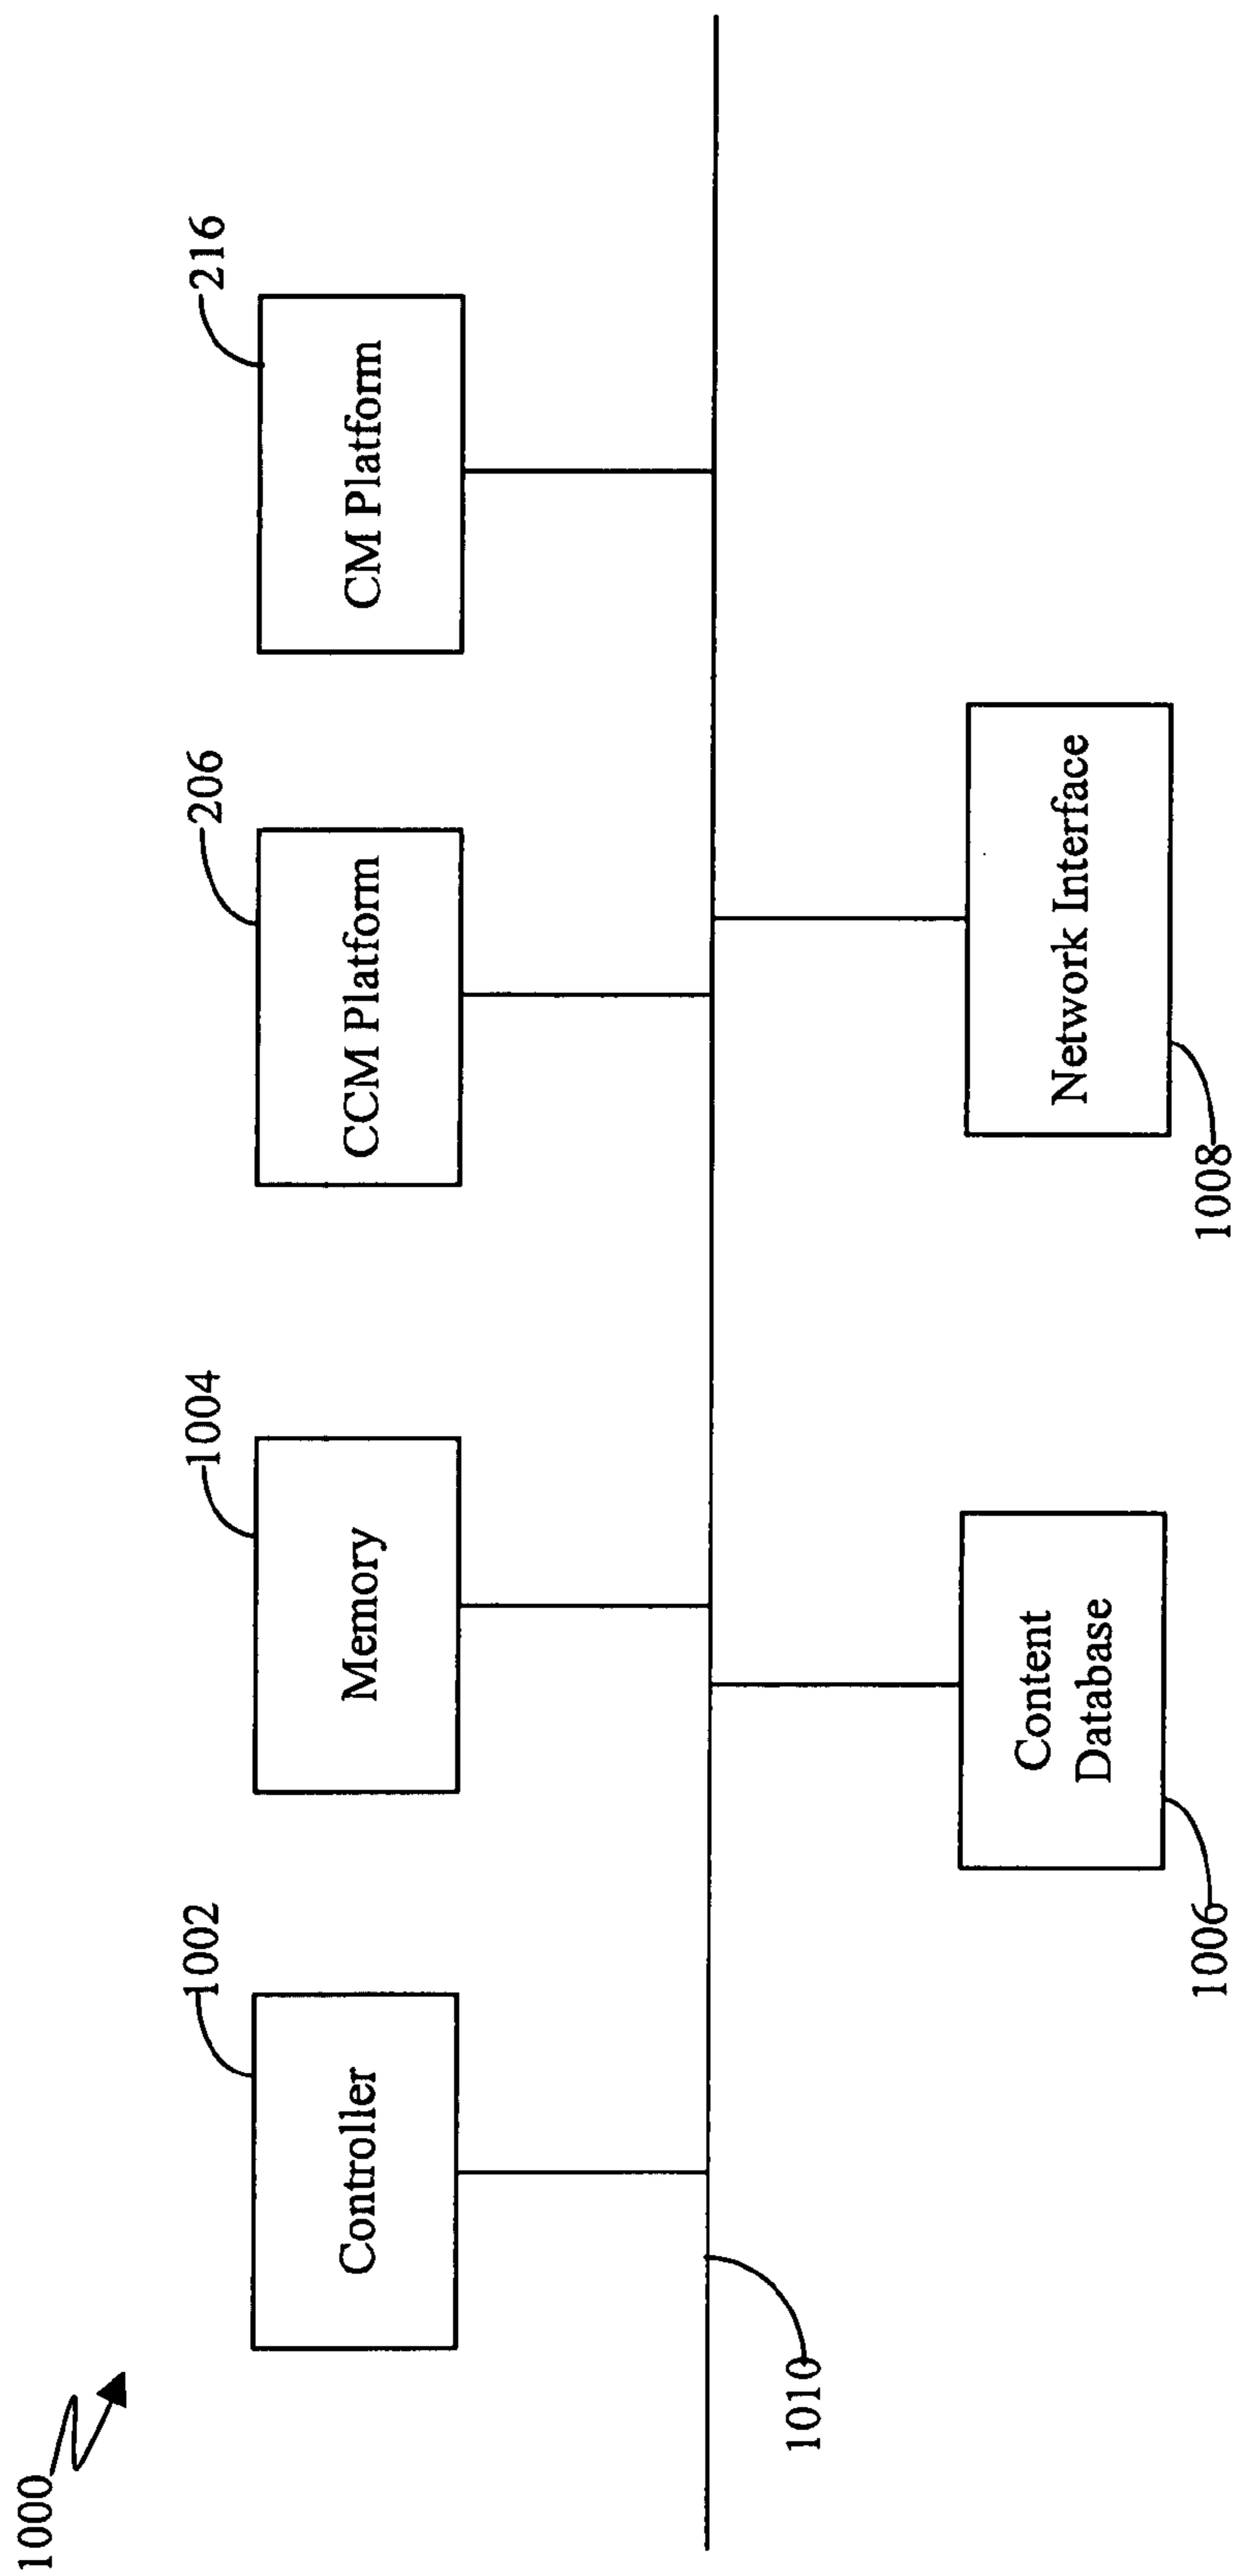 1000
1002
Controller
1004
Memory
206
CCM Platform
216
CM Platform
1010
1006
Content
Database
1008
Network Interface